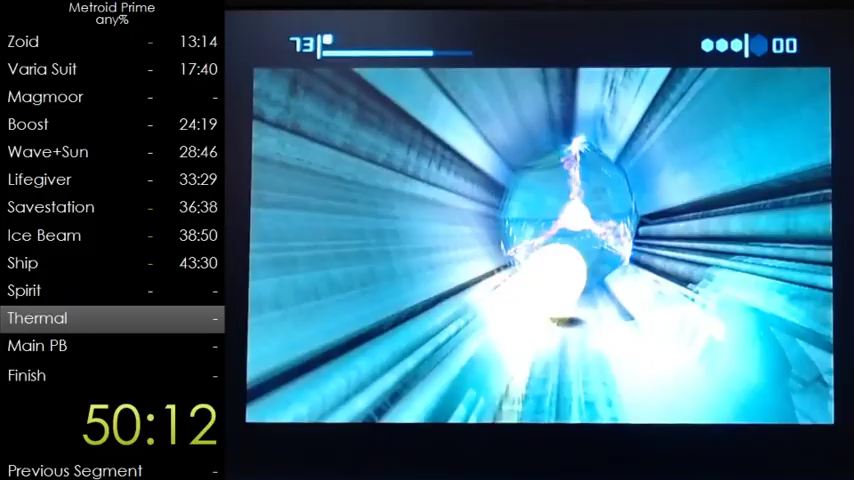 Metroid Prime
any%
Zoid - 13:14
Varia Suit - 17:40
Magmoor - -
Boost - 24:19
Wave+Sun - 28:46
Lifegiver - 33:29
Savestation - 36:38
Ice Beam - 38:50
Ship - 43:30
Spirit - -
Thermal -
Main PB -
Finish -
50:12
Previous Segment -
73
00